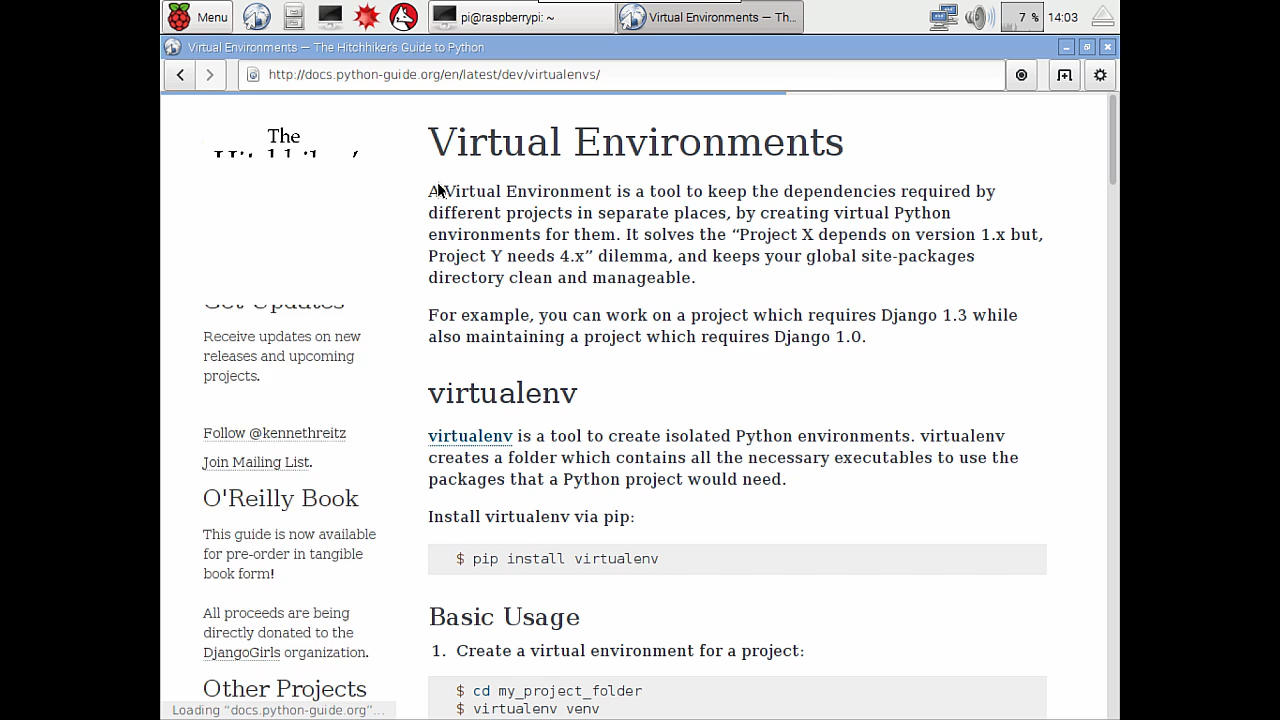 Menu
pi@raspberrypi: ~
Virtual Environments — Th...
7 %
14:03
Virtual Environments — The Hitchhiker's Guide to Python
http://docs.python-guide.org/en/latest/dev/virtualenvs/
The
Get Updates
Receive updates on new
releases and upcoming
projects.
Follow @kennethreitz
Join Mailing List.
O'Reilly Book
This guide is now available
for pre-order in tangible
book form!
All proceeds are being
directly donated to the
DjangoGirls organization.
Other Projects
Virtual Environments
A Virtual Environment is a tool to keep the dependencies required by
different projects in separate places, by creating virtual Python
environments for them. It solves the “Project X depends on version 1.x but,
Project Y needs 4.x” dilemma, and keeps your global site-packages
directory clean and manageable.
For example, you can work on a project which requires Django 1.3 while
also maintaining a project which requires Django 1.0.
virtualenv
virtualenv is a tool to create isolated Python environments. virtualenv
creates a folder which contains all the necessary executables to use the
packages that a Python project would need.
Install virtualenv via pip:
$ pip install virtualenv
Basic Usage
1. Create a virtual environment for a project:
$ cd my_project_folder
$ virtualenv venv
Loading “docs.python-guide.org”...